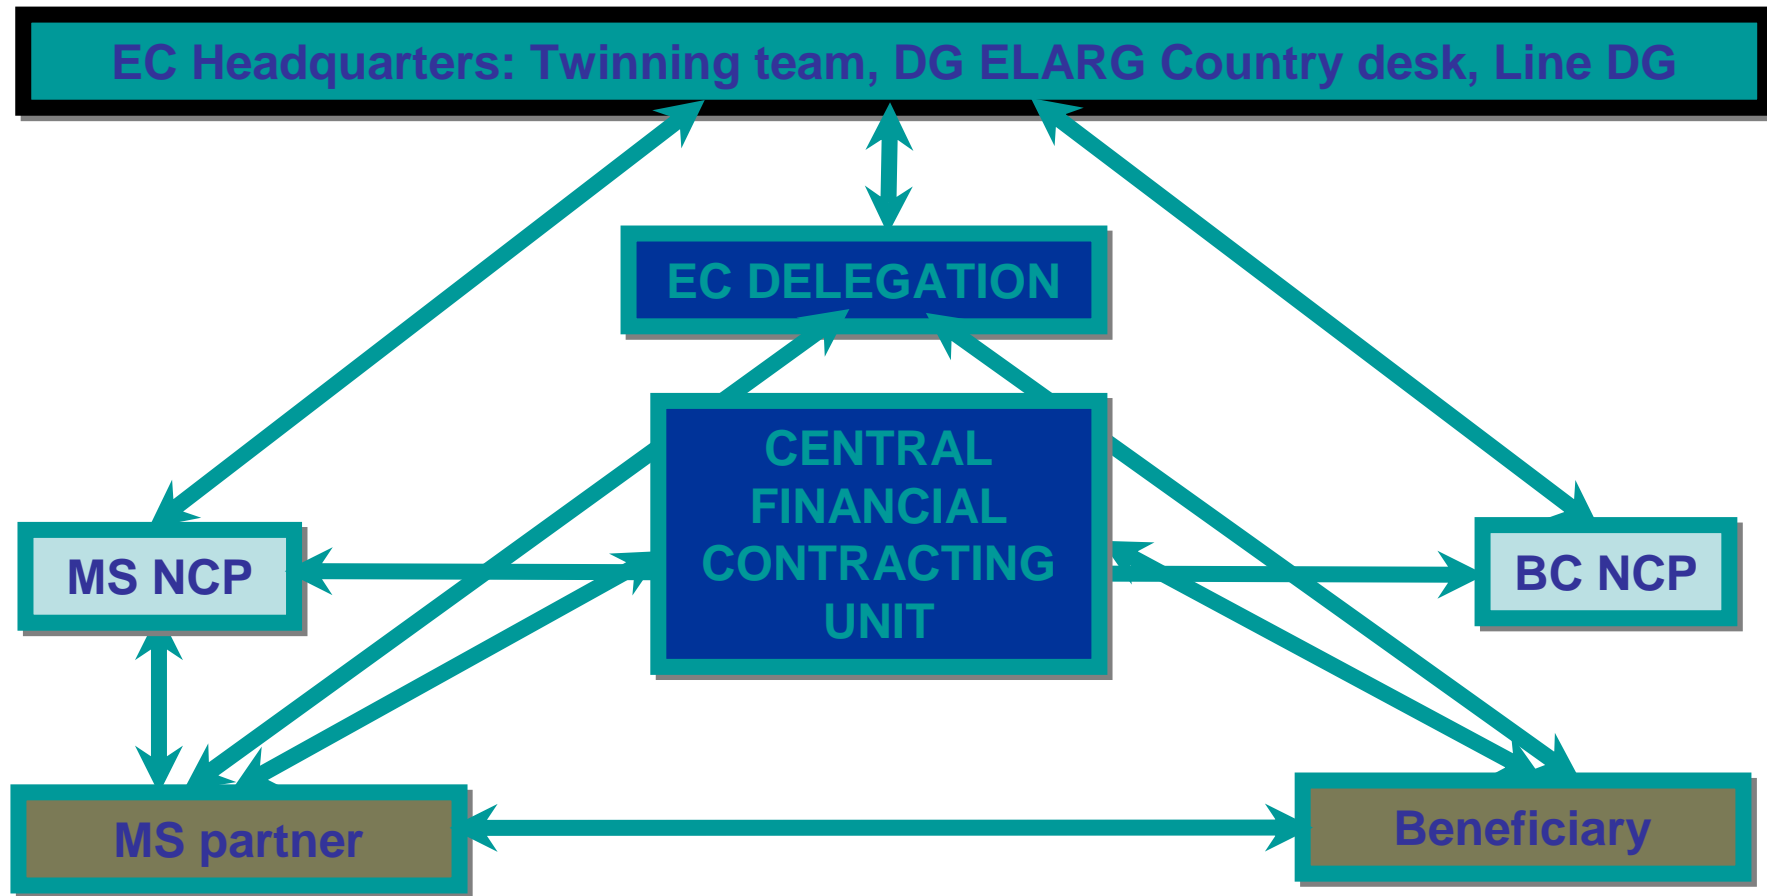 EC Headquarters: Twinning team, DG ELARG Country desk, Line DG
EC DELEGATION
CENTRAL
FINANCIAL
CONTRACTING
UNIT
MS NCP
BC NCP
MS partner
Beneficiary